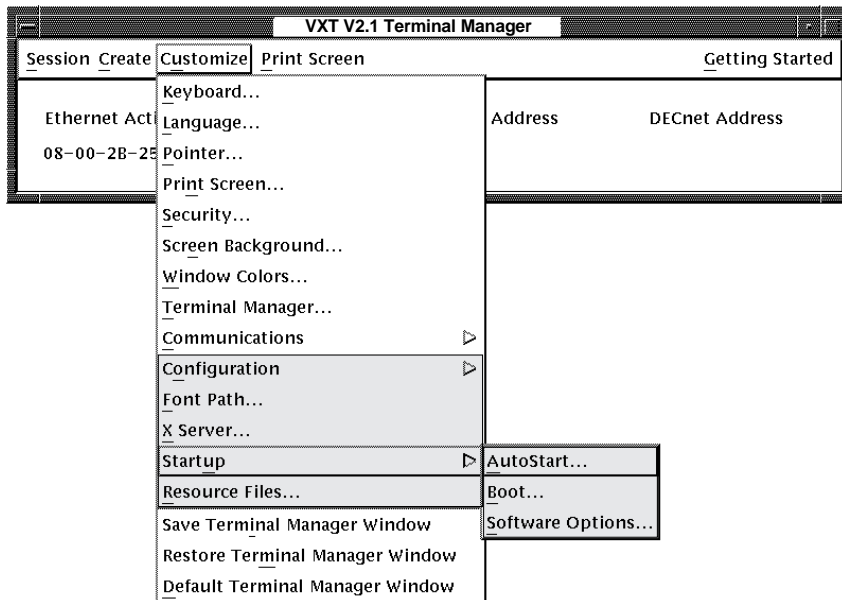 VXT V2.1 Terminal Manager
Session Create Customize Print Screen Getting Started
Keyboard...
Ethernet Acti Language... Address DECnet Address
08-00-2B-25 Pointer...
Print Screen...
Security...
Screen Background...
Window Colors...
Terminal Manager...
Communications
Configuration
Font Path...
X Server...
Startup AutoStart...
Resource Files... Boot...
Save Terminal Manager Window Software Options...
Restore Terminal Manager Window
Default Terminal Manager Window